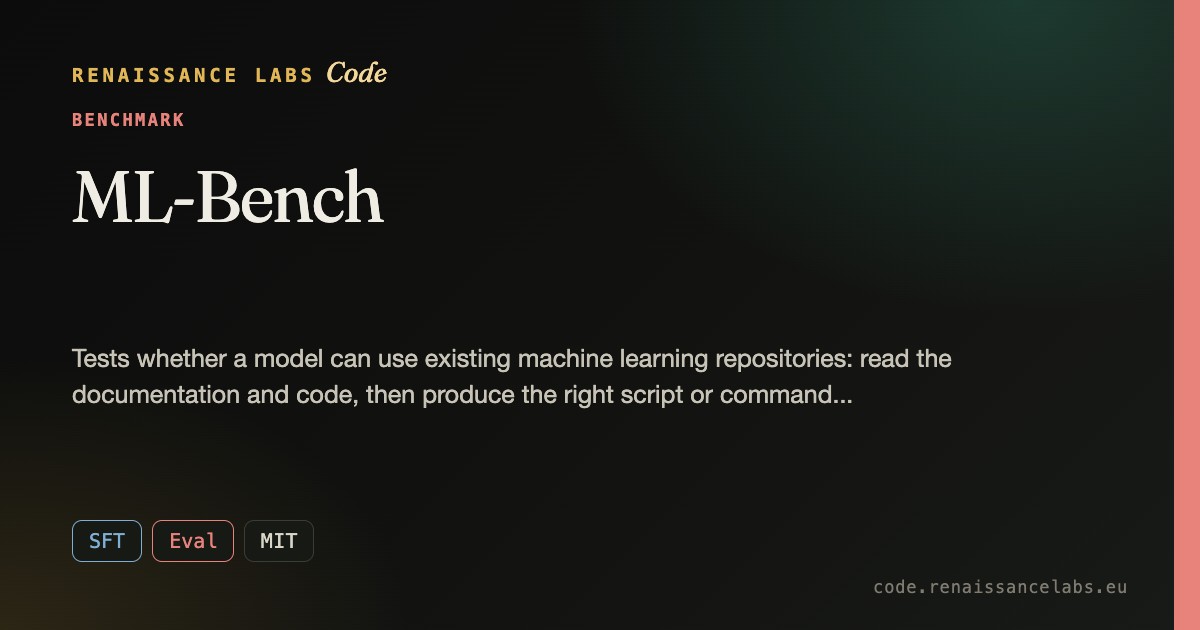 RENAISSANCE LABS Code
BENCHMARK
ML-Bench
Tests whether a model can use existing machine learning repositories: read the
documentation and code, then produce the right script or command...
SFT Eval MIT
code.renaissancelabs.eu